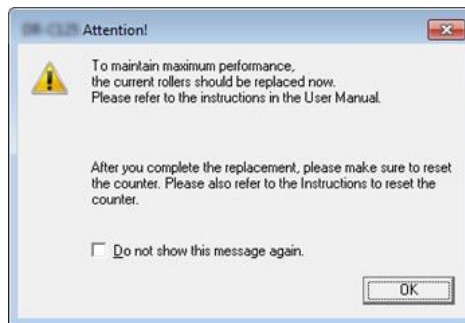 Attention!
To maintain maximum performance,
the current rollers should be replaced now.
Please refer to the instructions in the User Manual.
After you complete the replacement, please make sure to reset
the counter. Please also refer to the Instructions to reset the
counter.
Do not show this message again.
OK